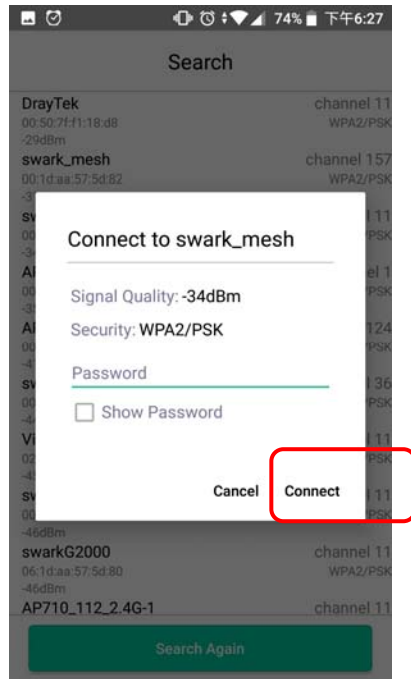 74% 下午6:27
Search
DrayTek channel 11
00:50:7f:f1:18:d8 WPA2/PSK
-29dBm
swark_mesh channel 157
00:1d:aa:57:5d:82 WPA2/PSK
Connect to swark_mesh
Signal Quality: -34dBm
Security: WPA2/PSK
Password
Show Password
Cancel Connect
-46dBm
swarkG2000 channel 11
06:1d:aa:57:5d:80 WPA2/PSK
-46dBm
AP710_112_2.4G-1 channel 11
Search Again